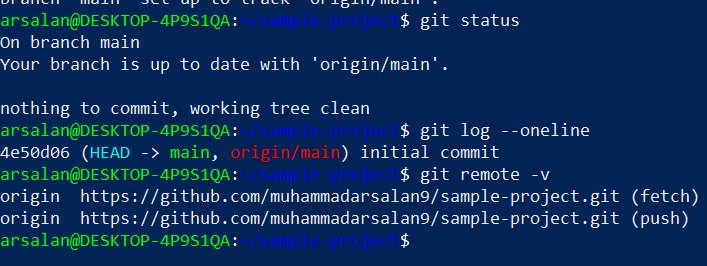 branch 'main' set up to track 'origin/main'.
arsalan@DESKTOP-4P9S1QA:~/sample-project$ git status
On branch main
Your branch is up to date with 'origin/main'.
nothing to commit, working tree clean
arsalan@DESKTOP-4P9S1QA:~/sample-project$ git log --oneline
4e50d06 (HEAD -> main, origin/main) initial commit
arsalan@DESKTOP-4P9S1QA:~/sample-project$ git remote -v
origin  https://github.com/muhammadarsalan9/sample-project.git (fetch)
origin  https://github.com/muhammadarsalan9/sample-project.git (push)
arsalan@DESKTOP-4P9S1QA:~/sample-project$